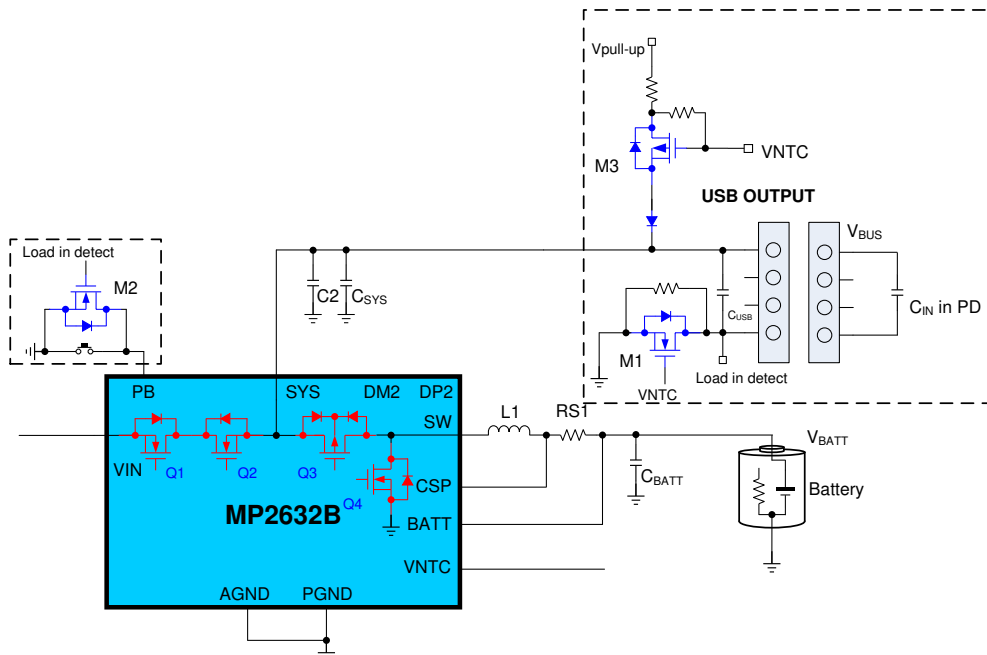 Vpull-up
M3
VNTC
USB OUTPUT
VBUS
Load in detect
M2
C2
CSYS
CUSB
CIN in PD
M1
VNTC
Load in detect
PB
SYS
DM2
DP2
SW
L1
RS1
VIN
Q1
Q2
Q3
Q4
CSP
CBATT
VBATT
Battery
MP2632B
BATT
VNTC
AGND
PGND